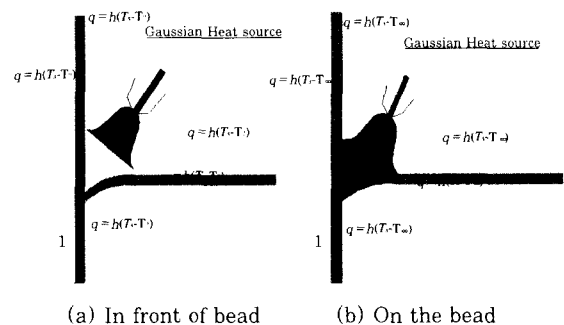 q = h(Tₛ-T∞)
Gaussian Heat source
q = h(Tₛ-T∞)
q = h(Tₛ-T∞)
q = h(Tₛ-T∞)
1
(a) In front of bead
q = h(Tₛ-T∞)
Gaussian Heat source
q = h(Tₛ-T∞)
q = h(Tₛ-T∞)
q = h(Tₛ-T∞)
1
(b) On the bead